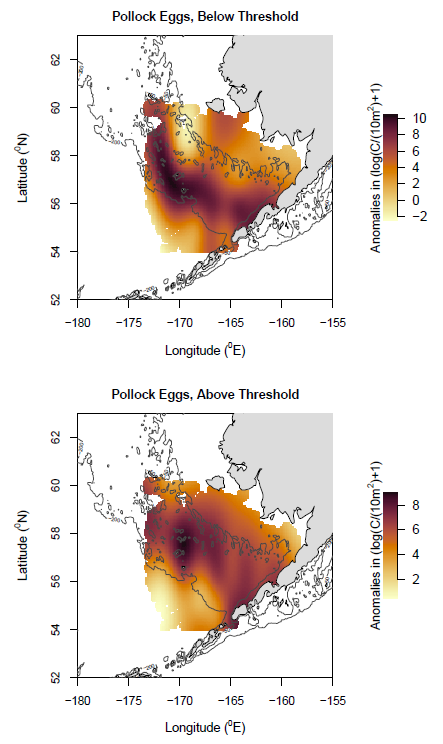 Pollock Eggs, Below Threshold
62
60
58
56
54
52
Latitude (⁰N)
−180 −175 −170 −165 −160 −155
Longitude (⁰E)
Anomalies in (log(C/(10m²)+1)
10
8
6
4
2
0
−2
Pollock Eggs, Above Threshold
62
60
58
56
54
52
Latitude (⁰N)
−180 −175 −170 −165 −160 −155
Longitude (⁰E)
Anomalies in (log(C/(10m²)+1)
8
6
4
2